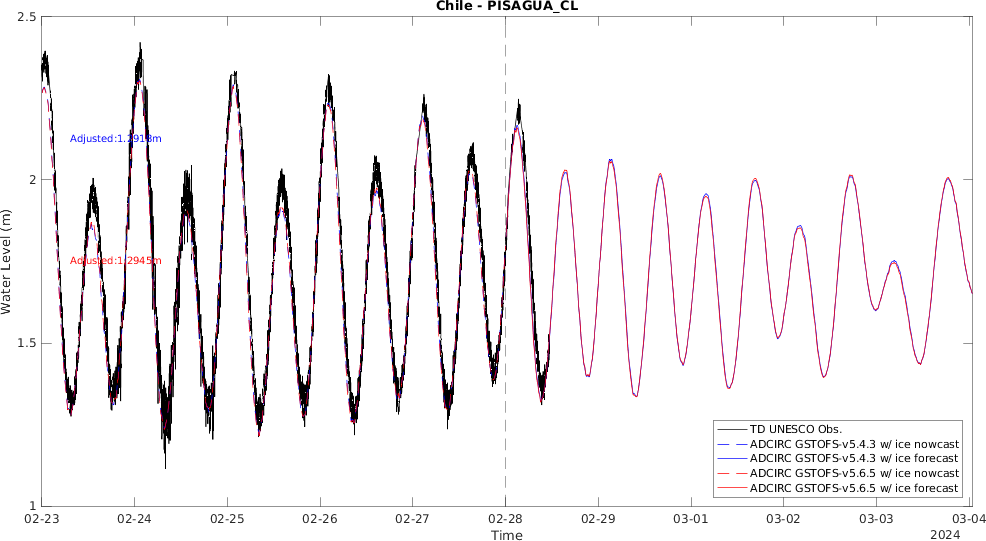 Chile - PISAGUA_CL
2.5
2
1.5
1
Water Level (m)
Adjusted:1.2913m
Adjusted:1.2945m
TD UNESCO Obs.
ADCIRC GSTOFS-v5.4.3 w/ ice nowcast
ADCIRC GSTOFS-v5.4.3 w/ ice forecast
ADCIRC GSTOFS-v5.6.5 w/ ice nowcast
ADCIRC GSTOFS-v5.6.5 w/ ice forecast
02-23 02-24 02-25 02-26 02-27 02-28 02-29 03-01 03-02 03-03 03-04
Time
2024